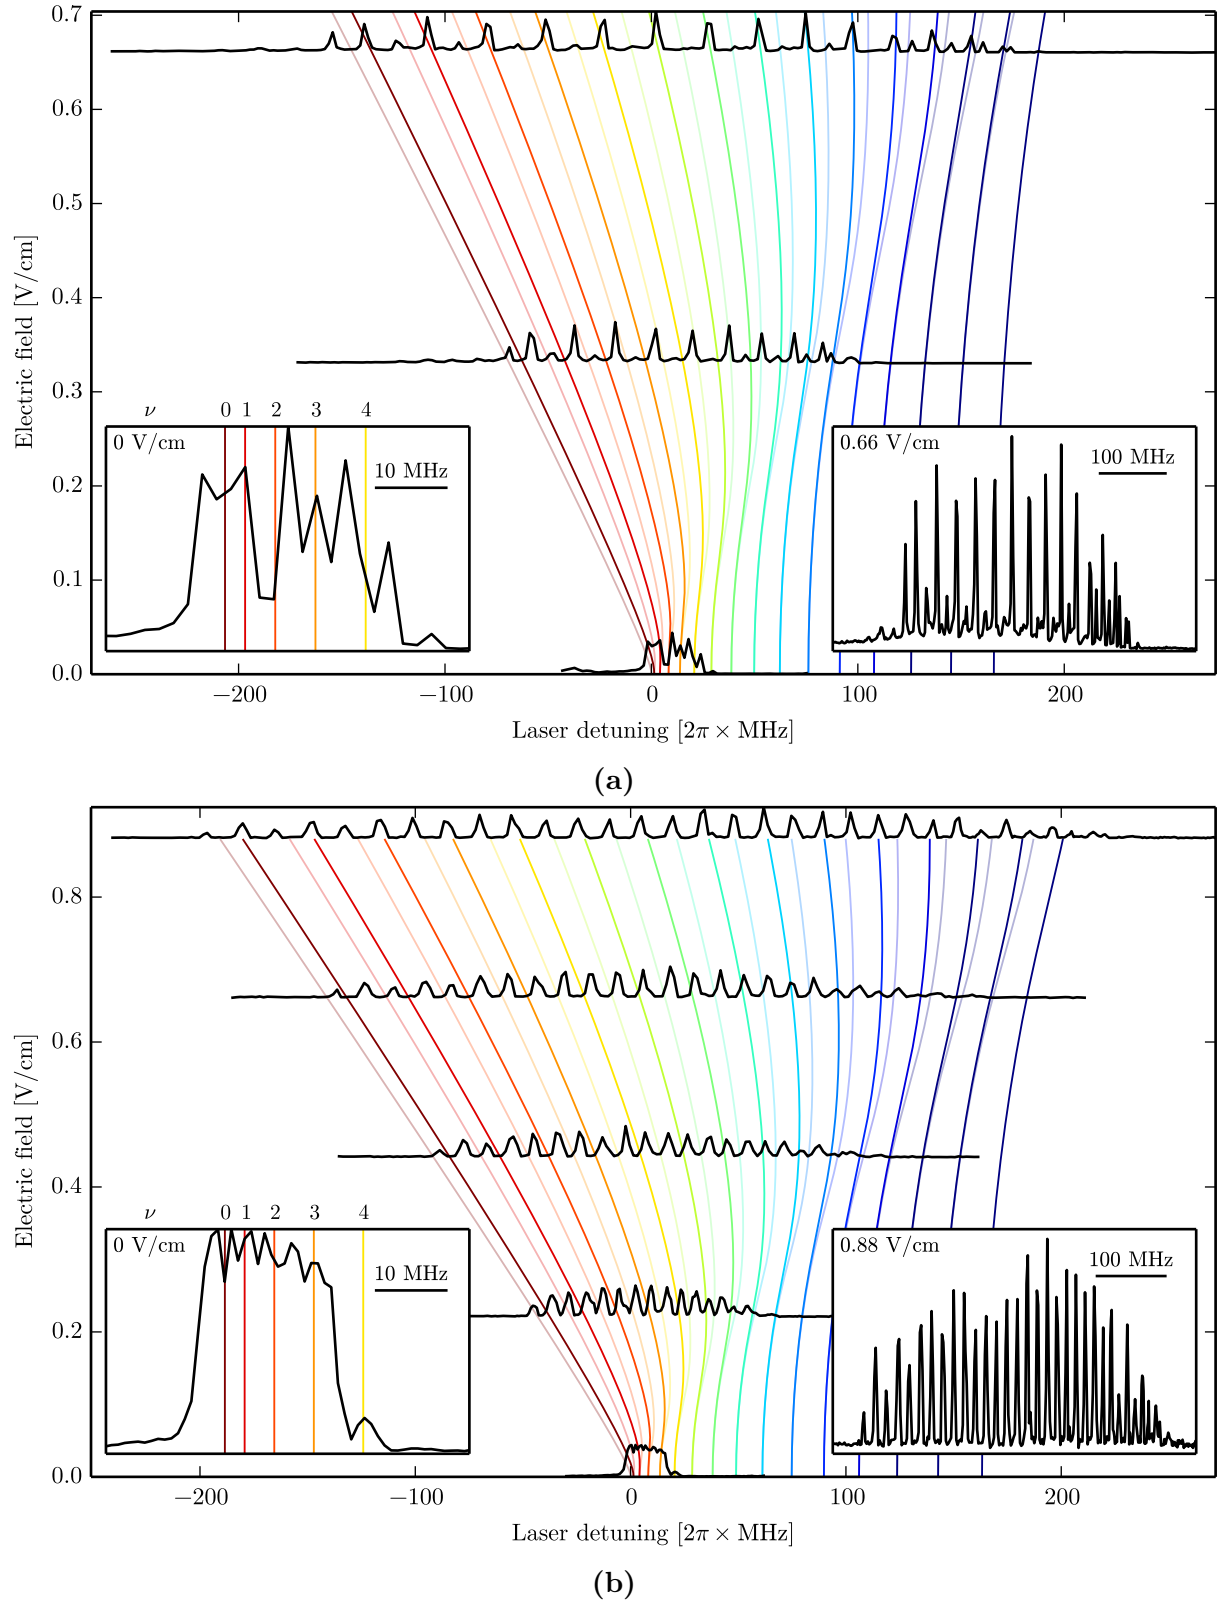 0.7
0.6
0.5
0.4
0.3
0.2
0.1
0.0
Electric field [V/cm]
ν 0 1 2 3 4
0 V/cm
10 MHz
0.66 V/cm
100 MHz
−200 −100 0 100 200
Laser detuning [2π × MHz]
(a)
0.8
0.6
0.4
0.2
0.0
Electric field [V/cm]
ν 0 1 2 3 4
0 V/cm
10 MHz
0.88 V/cm
100 MHz
−200 −100 0 100 200
Laser detuning [2π × MHz]
(b)